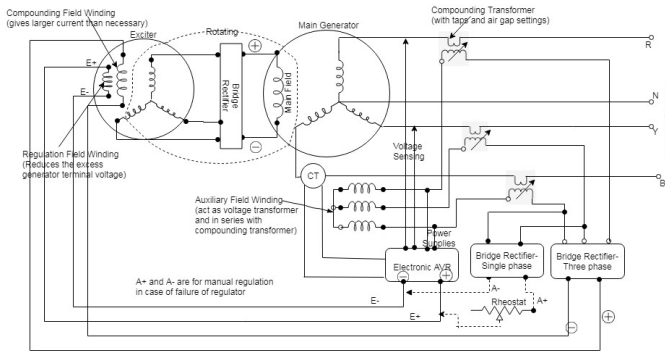 Compounding Field Winding
(gives larger current than necessary)
Exciter
Rotating
Main Generator
Compounding Transformer
(with taps and air gap settings)
R
E+
E-
Bridge
Rectifier
Main Field
N
Y
Voltage
Sensing
Regulation Field Winding
(Reduces the excess
generator terminal voltage)
CT
B
Auxiliary Field Winding
(act as voltage transformer
and in series with
compounding transformer)
Power
Supplies
Electronic AVR
Bridge Rectifier-
Single phase
Bridge Rectifier-
Three phase
A+ and A- are for manual regulation
in case of failure of regulator
A-
A+
Rheostat
E-
E+